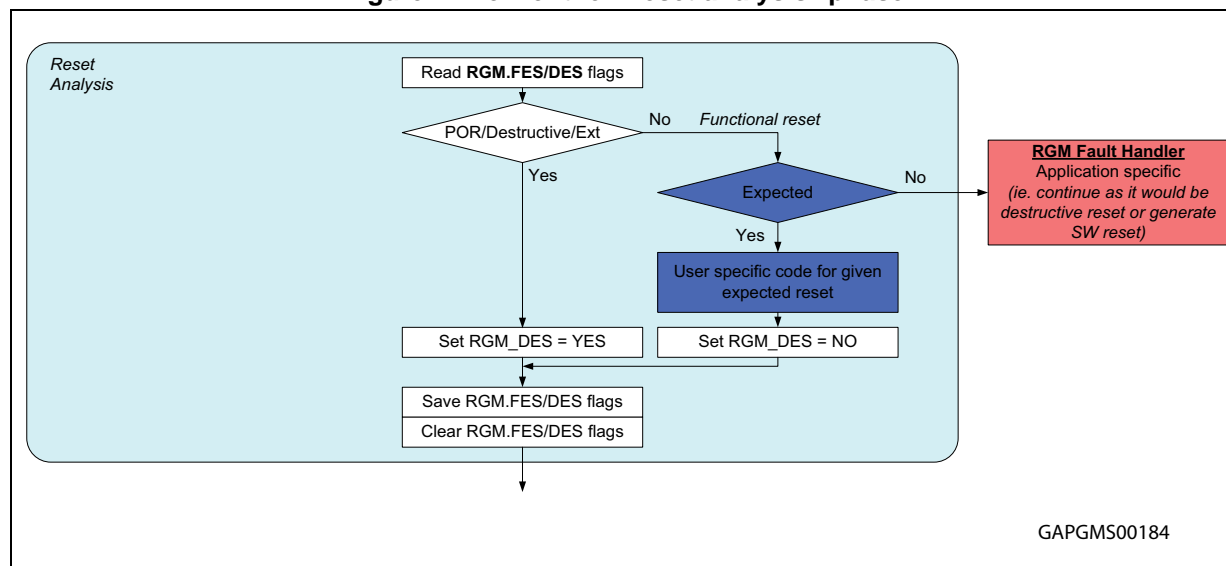 Reset
Analysis
Read RGM.FES/DES flags
POR/Destructive/Ext
No
Functional reset
Yes
Expected
No
RGM Fault Handler
Application specific
(ie. continue as it would be
destructive reset or generate
SW reset)
Yes
User specific code for given
expected reset
Set RGM_DES = YES
Set RGM_DES = NO
Save RGM.FES/DES flags
Clear RGM.FES/DES flags
GAPGMS00184